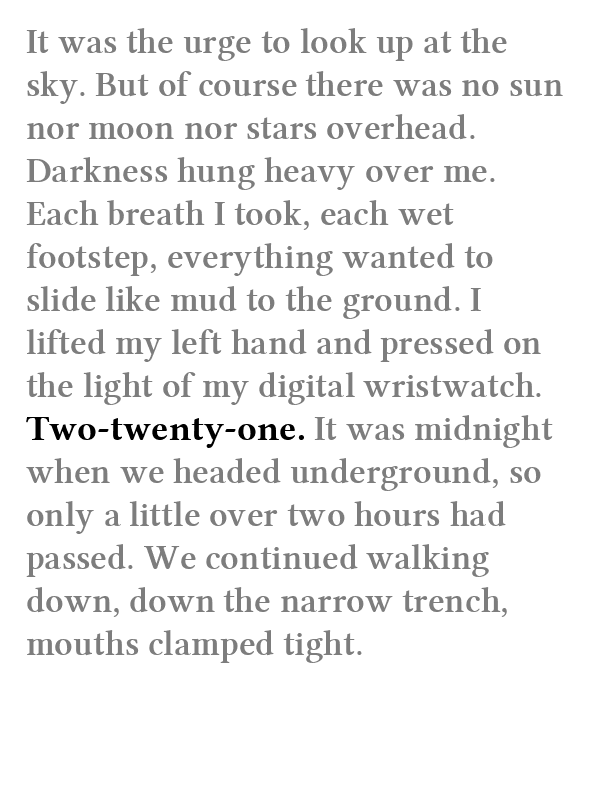 It was the urge to look up at the
sky. But of course there was no sun
nor moon nor stars overhead.
Darkness hung heavy over me.
Each breath I took, each wet
footstep, everything wanted to
slide like mud to the ground. I
lifted my left hand and pressed on
the light of my digital wristwatch.
Two-twenty-one. It was midnight
when we headed underground, so
only a little over two hours had
passed. We continued walking
down, down the narrow trench,
mouths clamped tight.